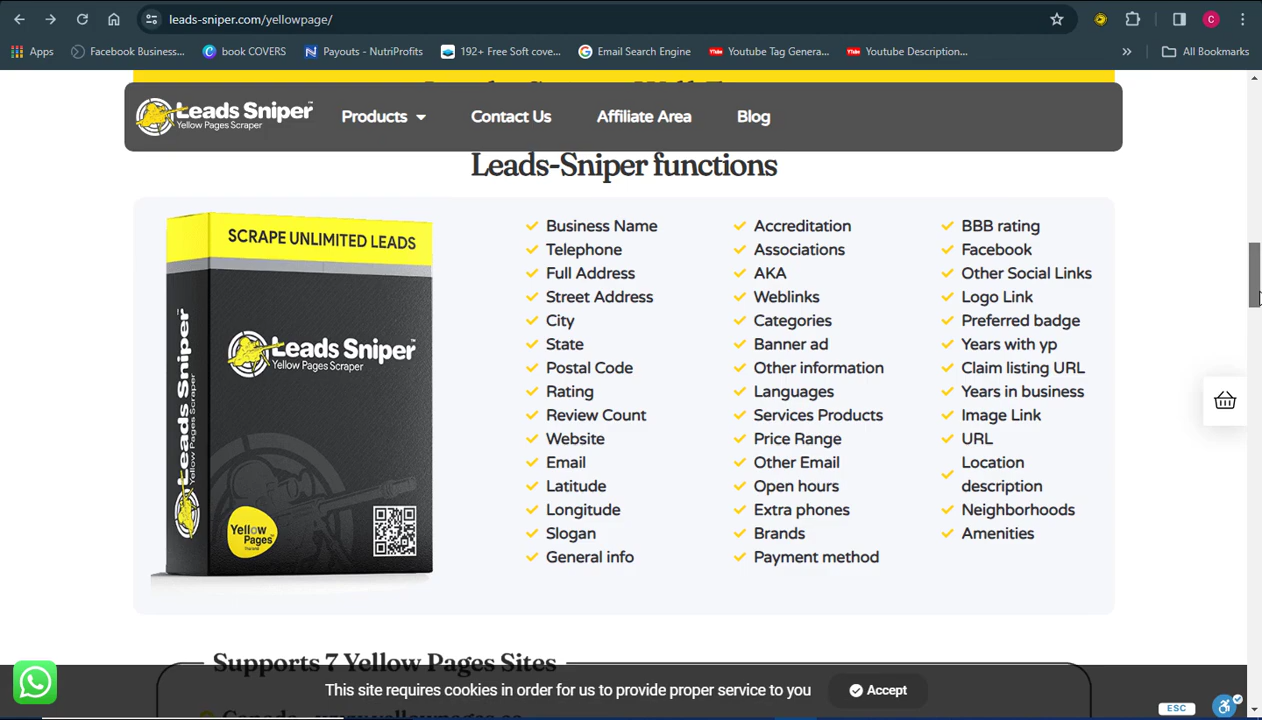 leads-sniper.com/yellowpage/
C
Apps
Facebook Business...
book COVERS
Payouts - NutriProfits
192+ Free Soft cove...
Email Search Engine
Youtube Tag Genera...
Youtube Description...
»
All Bookmarks
Leads Sniper™
Yellow Pages Scraper
Products
Contact Us
Affiliate Area
Blog
Leads-Sniper functions
SCRAPE UNLIMITED LEADS
Leads Sniper™
Yellow Pages Scraper
Leads Sniper™
Yellow Pages Scraper
Yellow
Pages™
Business Name
Telephone
Full Address
Street Address
City
State
Postal Code
Rating
Review Count
Website
Email
Latitude
Longitude
Slogan
General info
Accreditation
Associations
AKA
Weblinks
Categories
Banner ad
Other information
Languages
Services Products
Price Range
Other Email
Open hours
Extra phones
Brands
Payment method
BBB rating
Facebook
Other Social Links
Logo Link
Preferred badge
Years with yp
Claim listing URL
Years in business
Image Link
URL
Location
description
Neighborhoods
Amenities
Supports 7 Yellow Pages Sites
This site requires cookies in order for us to provide proper service to you
Accept
ESC